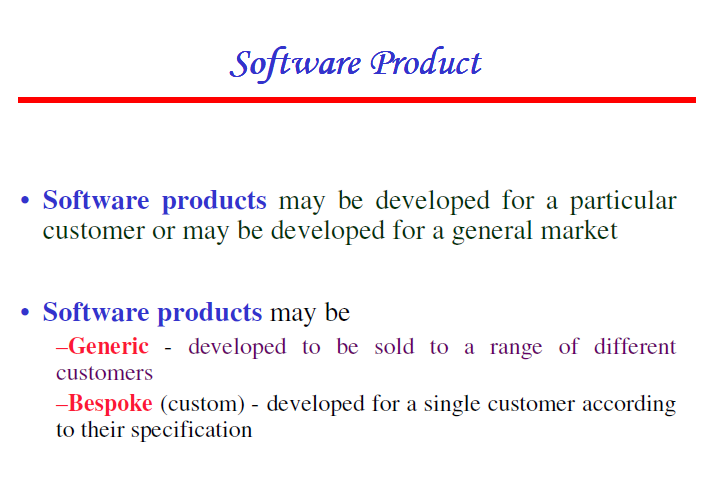 Software Product
• Software products may be developed for a particular
customer or may be developed for a general market
• Software products may be
–Generic - developed to be sold to a range of different
customers
–Bespoke (custom) - developed for a single customer according
to their specification